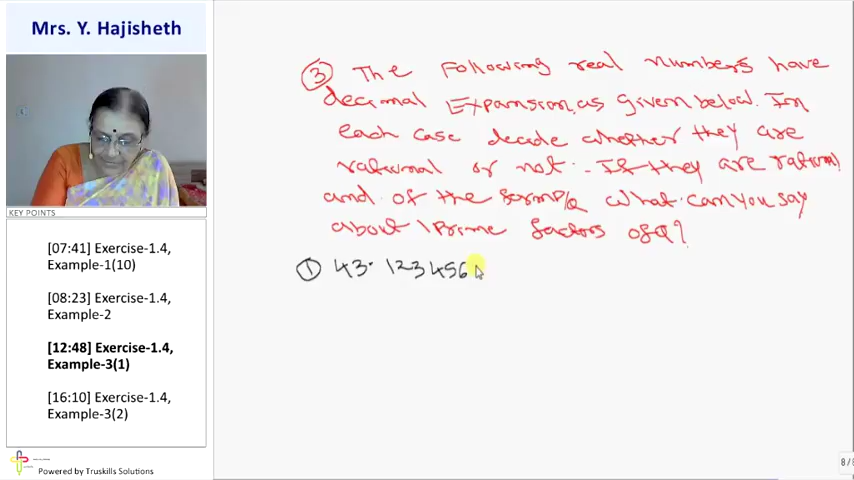 Mrs. Y. Hajisheth
KEY POINTS
[07:41] Exercise-1.4,
Example-1(10)
[08:23] Exercise-1.4,
Example-2
[12:48] Exercise-1.4,
Example-3(1)
[16:10] Exercise-1.4,
Example-3(2)
Powered by Truskills Solutions
③ The Following real numbers have
decimal Expansion, as given below. In
each case decide whether they are
rational or not. If they are rational
and of the form P/Q what can you say
about prime factors of Q?
① 43.123456
8/8